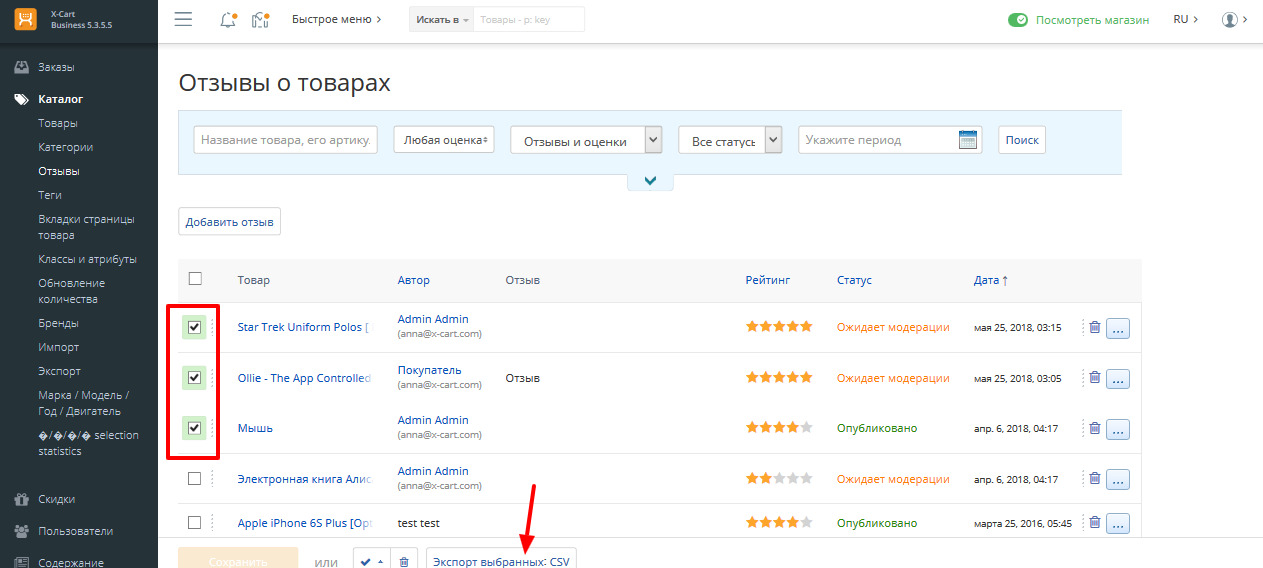 X-Cart
Business 5.3.5.5
Быстрое меню
Искать в
Товары - р: key
Посмотреть магазин
RU
Заказы
Каталог
Товары
Категории
Отзывы
Теги
Вкладки страницы
товара
Классы и атрибуты
Обновление
количества
Бренды
Импорт
Экспорт
Марка / Модель /
Год / Двигатель
�/�/�/� selection
statistics
Скидки
Пользователи
Содержание
Отзывы о товарах
Название товара, его артику.
Любая оценка
Отзывы и оценки
Все статусы
Укажите период
Поиск
Добавить отзыв
Товар Автор Отзыв Рейтинг Статус Дата ↑
Star Trek Uniform Polos [ Admin Admin Ожидает модерации мая 25, 2018, 03:15 ...
(anna@x-cart.com)
Ollie - The App Controlled Покупатель Отзыв Ожидает модерации мая 25, 2018, 03:05 ...
(anna@x-cart.com)
Мышь Admin Admin Опубликовано апр. 6, 2018, 04:17 ...
(anna@x-cart.com)
Электронная книга Алис Admin Admin Ожидает модерации апр. 6, 2018, 04:17 ...
(anna@x-cart.com)
Apple iPhone 6S Plus [Opt test test Опубликовано марта 25, 2016, 05:45 ...
Сохранить или Экспорт выбранных: CSV